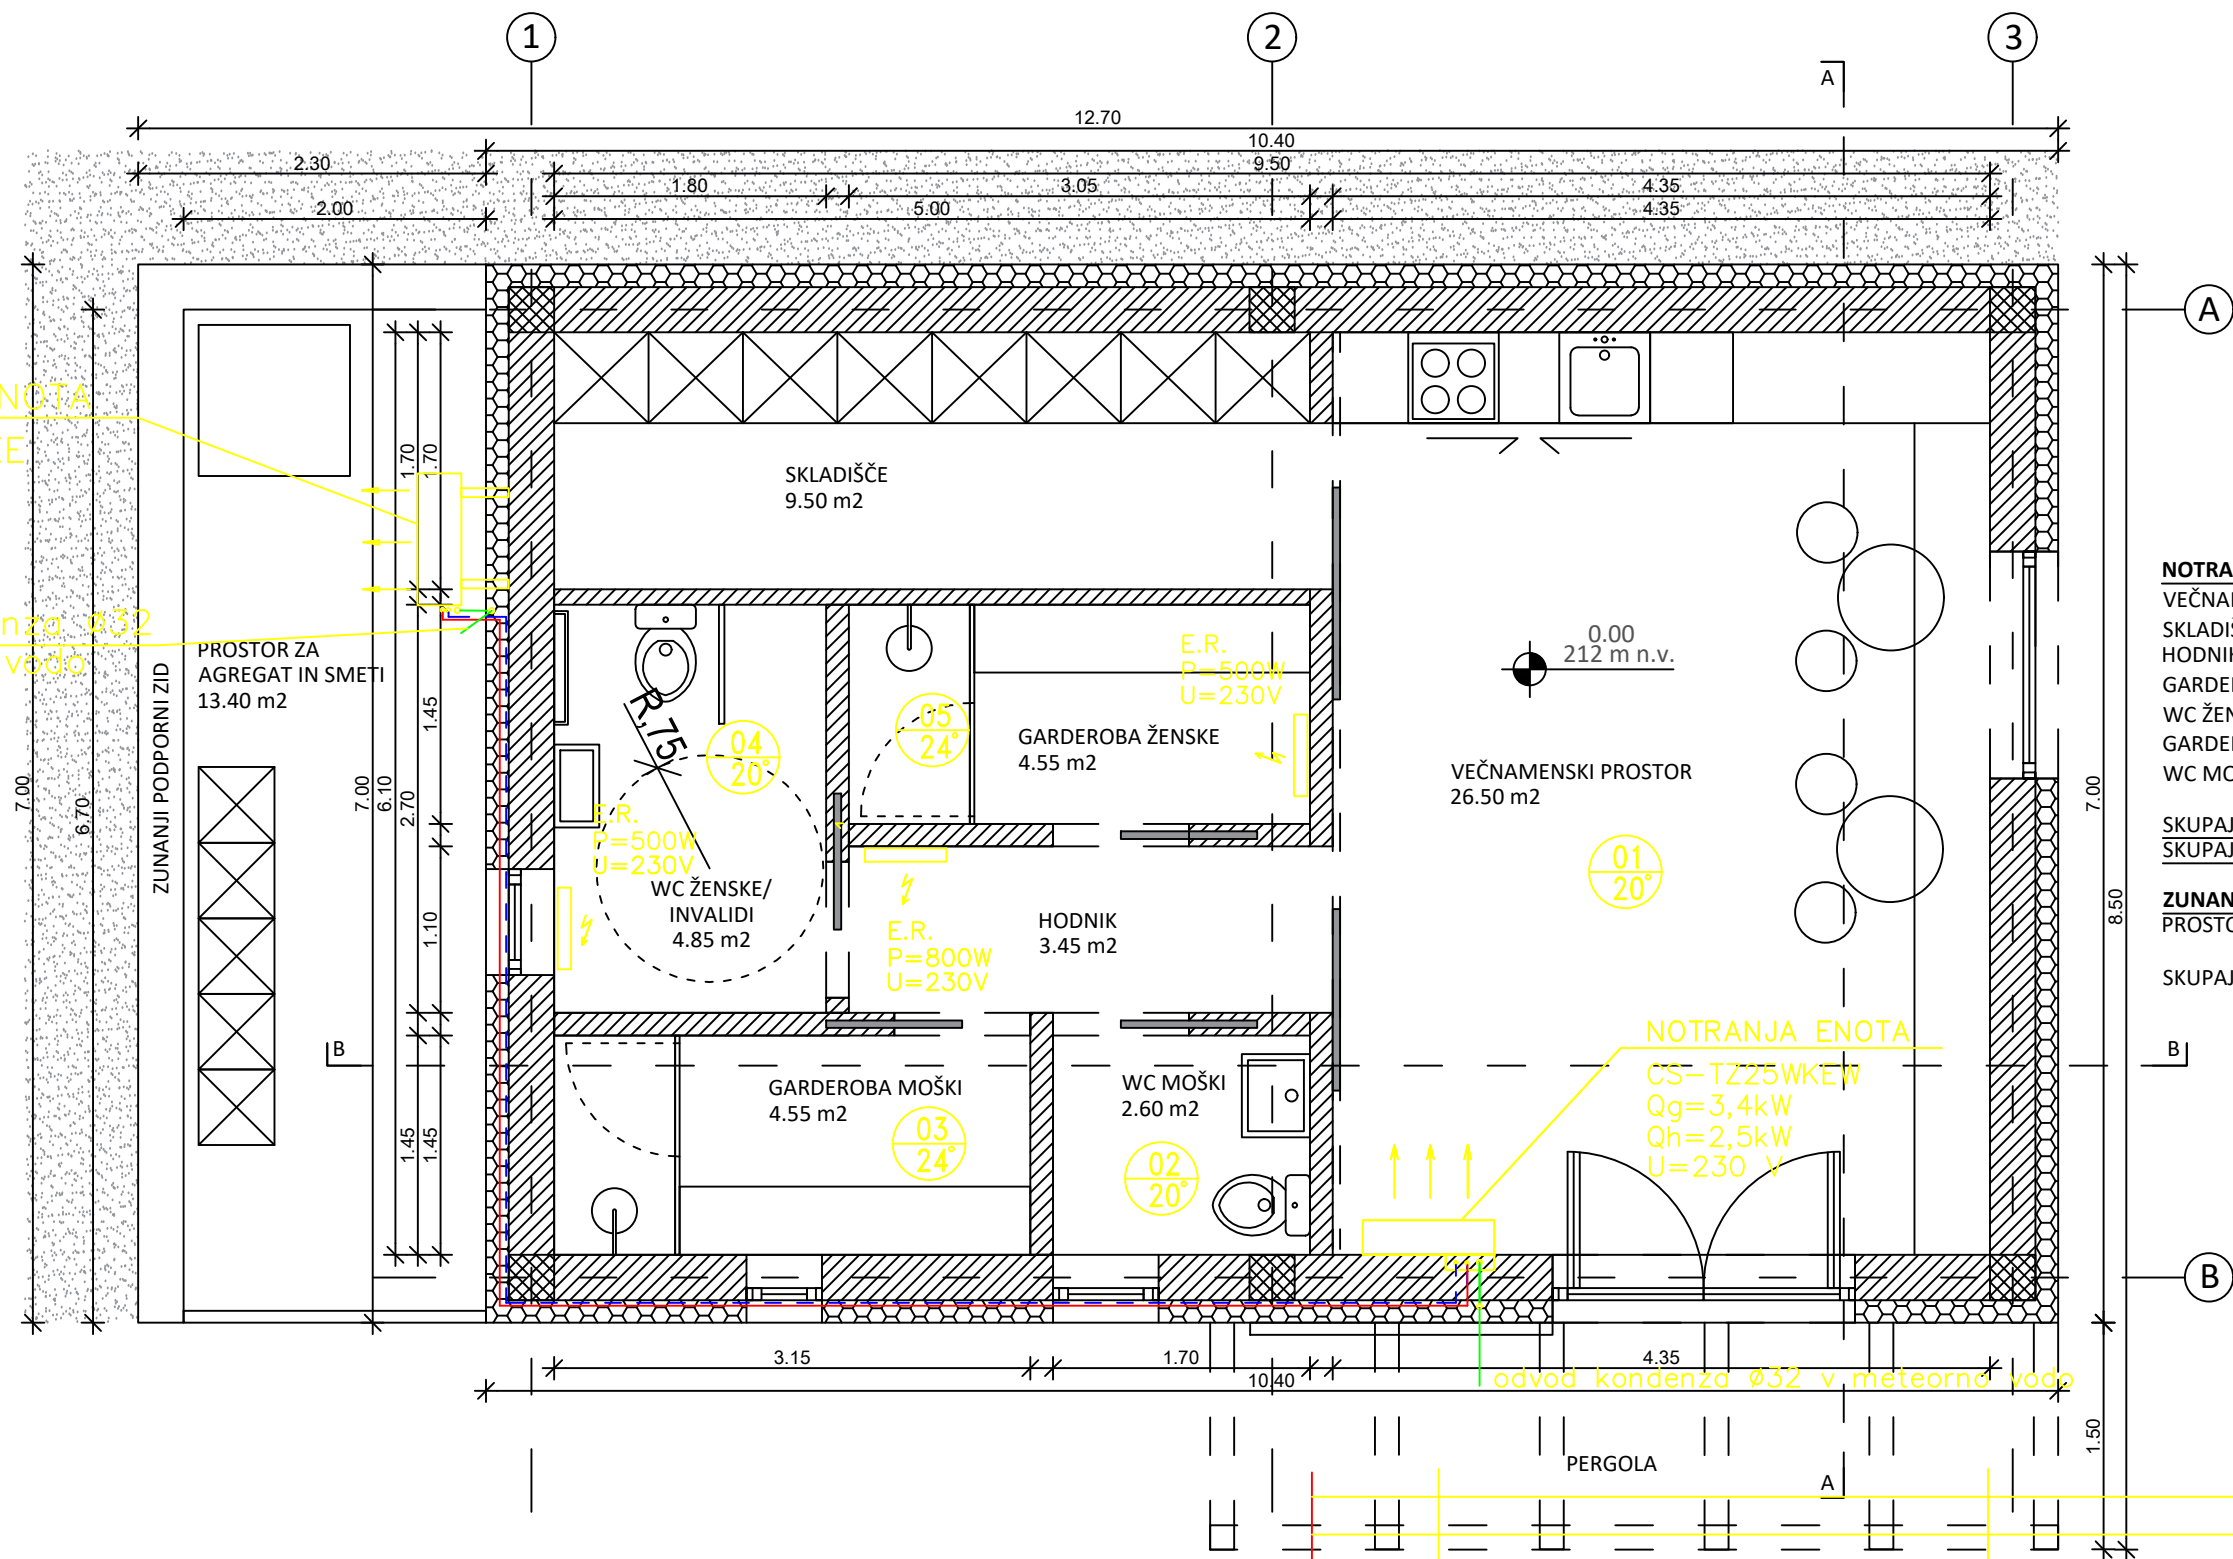 1
2
3
A
12.70
10.40
2.30
9.50
1.80
3.05
4.35
2.00
5.00
4.35
A
NOTA
SKLADIŠČE
9.50 m2
1.70
1.70
NOTRA
VEČNAM
HODNIK
GARDE
WC ŽEN
GARDE
WC MO
SKUPAJ
SKUPAJ
ZUNAN
PROSTO
SKUPAJ
nza Ø32
vodo
PROSTOR ZA
AGREGAT IN SMETI
13.40 m2
ZUNANJI PODPORNI ZID
7.00
6.70
7.00
6.10
2.70
1.45
1.10
1.45
1.45
R,75
04
20°
05
24°
E.R.
P=500W
U=230V
GARDEROBA ŽENSKE
4.55 m2
0.00
212 m n.v.
VEČNAMENSKI PROSTOR
26.50 m2
01
20°
E.R.
P=500W
U=230V
WC ŽENSKE/
INVALIDI
4.85 m2
E.R.
P=800W
U=230V
HODNIK
3.45 m2
7.00
8.50
B
B
GARDEROBA MOŠKI
4.55 m2
03
24°
WC MOŠKI
2.60 m2
02
20°
NOTRANJA ENOTA
CS-TZ25WKEW
Qg=3,4kW
Qh=2,5kW
U=230 V
B
3.15
1.70
4.35
10.40
odvod kondenza Ø32 v meteorno vodo
1.50
PERGOLA
A